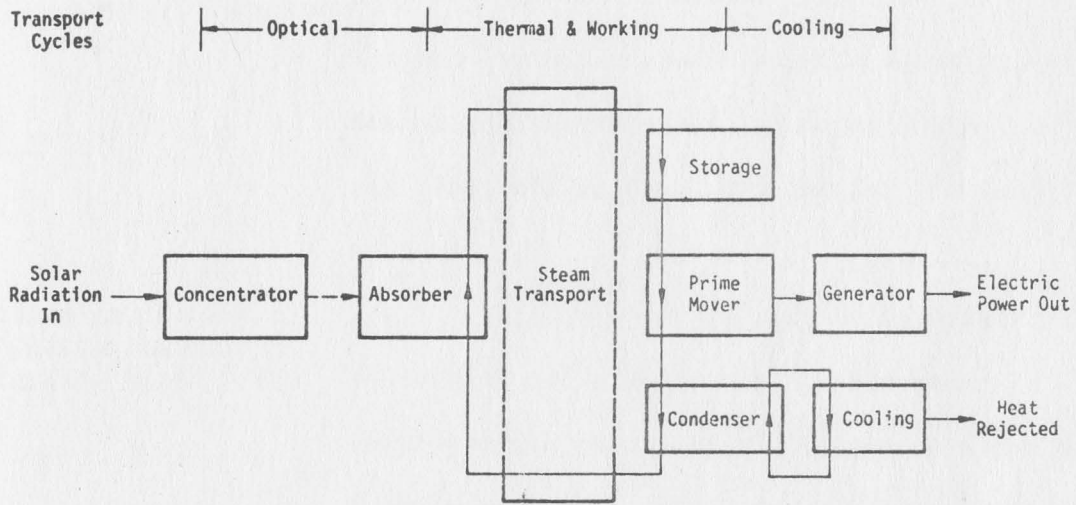 Transport
Cycles
Optical
Thermal & Working
Cooling
Storage
Solar
Radiation
In
Concentrator
Absorber
Steam
Transport
Prime
Mover
Generator
Electric
Power Out
Condenser
Cooling
Heat
Rejected